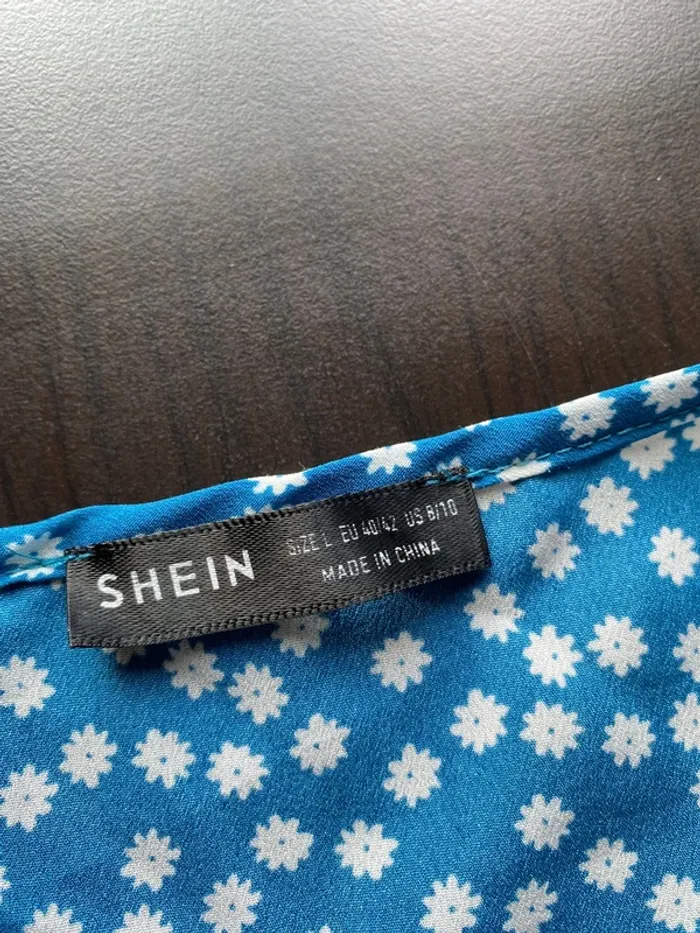 SHEIN
SIZE L EU 40/42 US 8/10
MADE IN CHINA